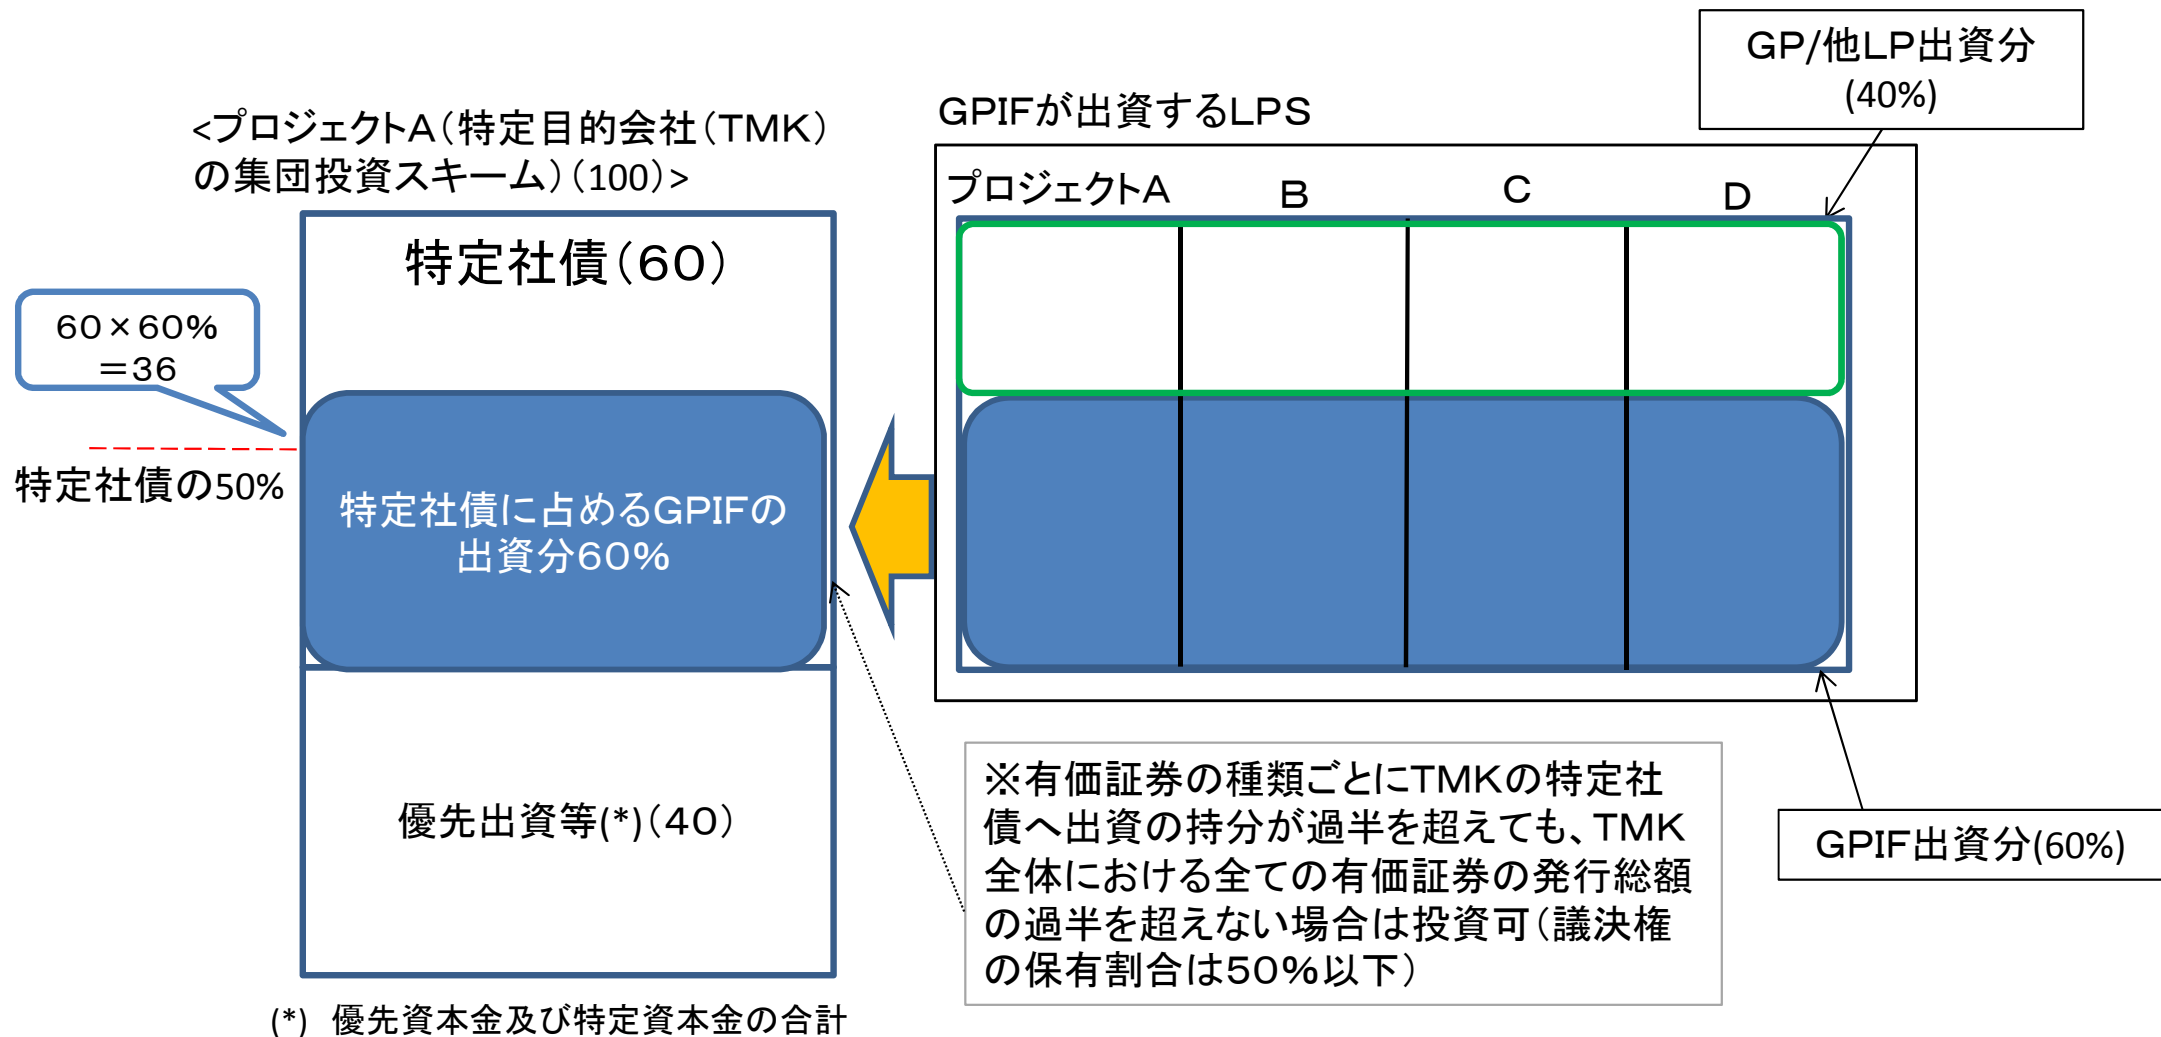 <プロジェクトA（特定目的会社（TMK）
の集団投資スキーム）（100）>
特定社債（60）
60×60%
＝36
特定社債の50%
特定社債に占めるGPIFの
出資分60%
優先出資等(*)（40）
(*)　優先資本金及び特定資本金の合計
GPIFが出資するLPS
GP/他LP出資分
(40%)
プロジェクトA　B　C　D
※有価証券の種類ごとにTMKの特定社
債へ出資の持分が過半を超えても、TMK
全体における全ての有価証券の発行総額
の過半を超えない場合は投資可（議決権
の保有割合は50%以下）
GPIF出資分(60%)